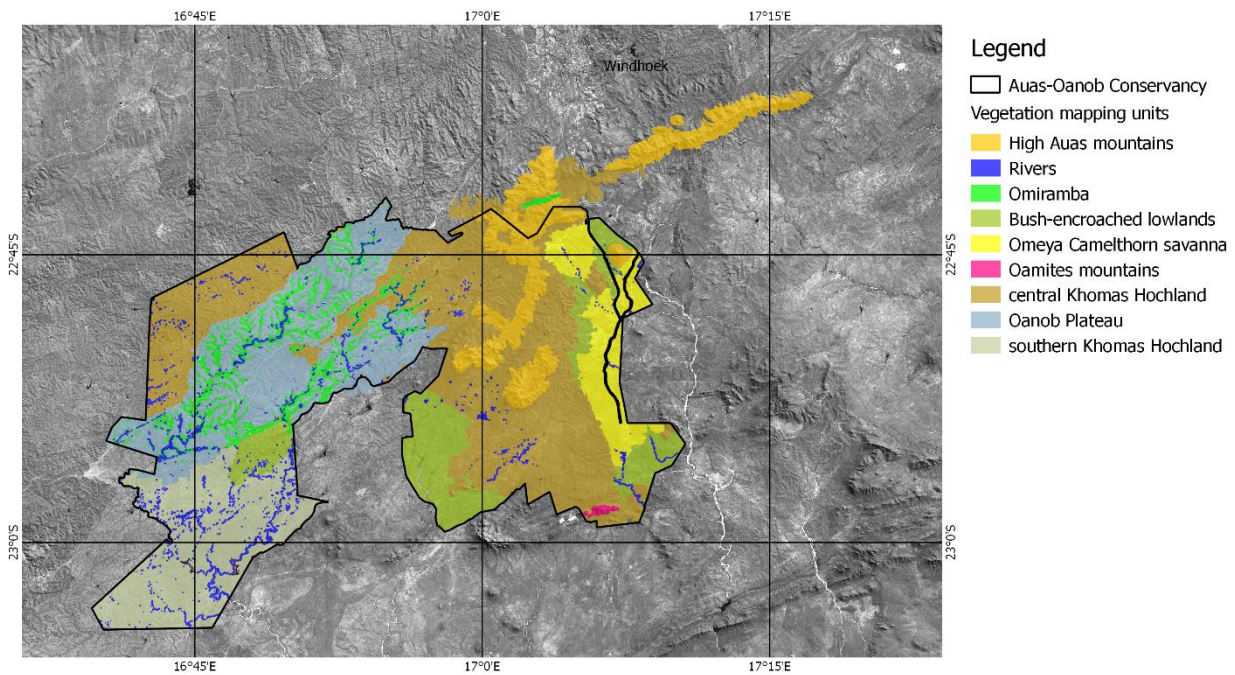 16°45'E 17°0'E 17°15'E
Windhoek
22°45'S 22°45'S
23°0'S 23°0'S
16°45'E 17°0'E 17°15'E
Legend
Auas-Oanob Conservancy
Vegetation mapping units
High Auas mountains
Rivers
Omiramba
Bush-encroached lowlands
Omeya Camelthorn savanna
Oamites mountains
central Khomas Hochland
Oanob Plateau
southern Khomas Hochland